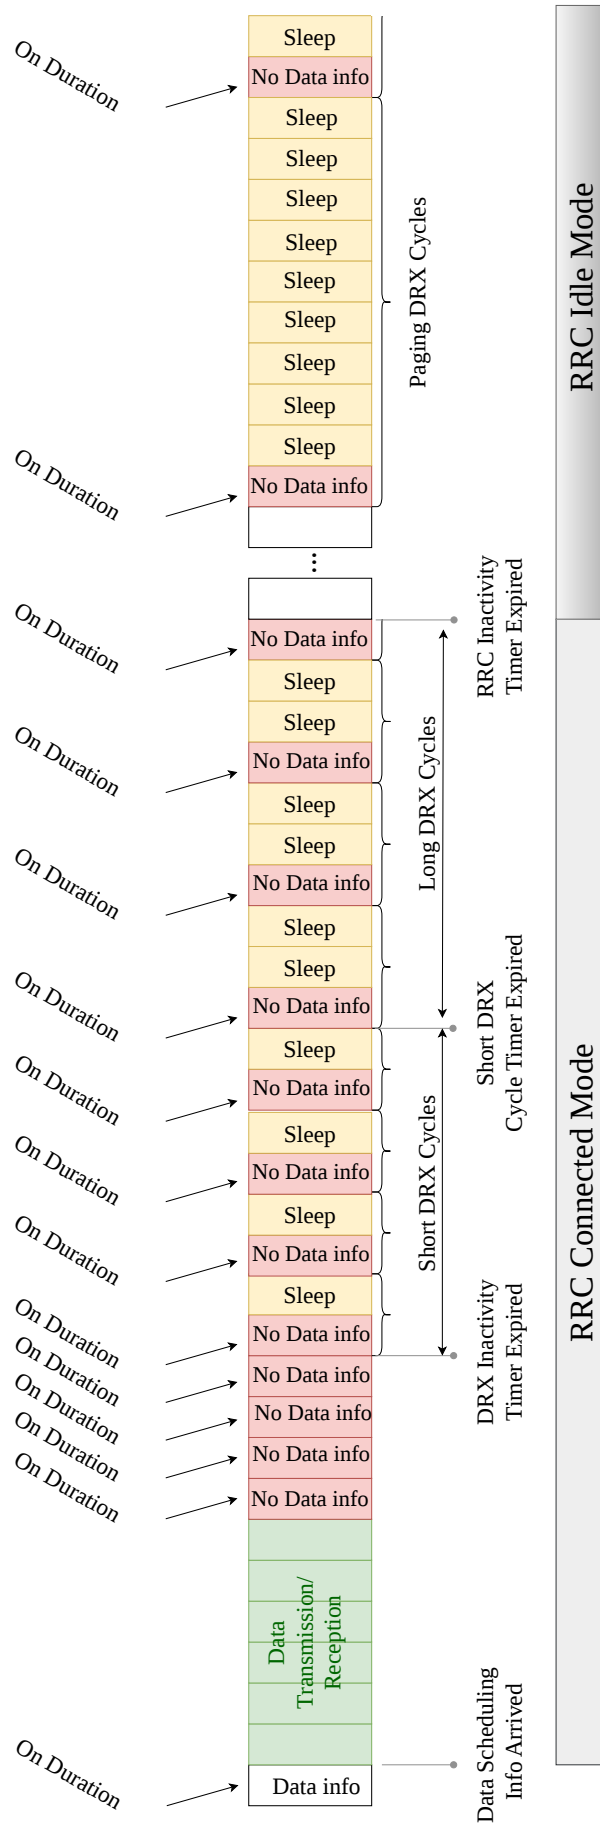 Sleep
On Duration
No Data info
Sleep
Sleep
Sleep
Sleep
Sleep
Sleep
Sleep
Sleep
Sleep
Paging DRX Cycles
RRC Idle Mode
On Duration
No Data info
...
RRC Inactivity
Timer Expired
On Duration
No Data info
Sleep
Sleep
On Duration
No Data info
Sleep
Sleep
Long DRX Cycles
On Duration
No Data info
Sleep
Sleep
On Duration
No Data info
Short DRX
Cycle Timer Expired
Sleep
On Duration
No Data info
Sleep
On Duration
No Data info
Short DRX Cycles
RRC Connected Mode
Sleep
On Duration
No Data info
Sleep
On Duration
No Data info
DRX Inactivity
Timer Expired
On Duration
No Data info
On Duration
No Data info
On Duration
No Data info
On Duration
No Data info
Data
Transmission/
Reception
Data Scheduling
Info Arrived
On Duration
Data info